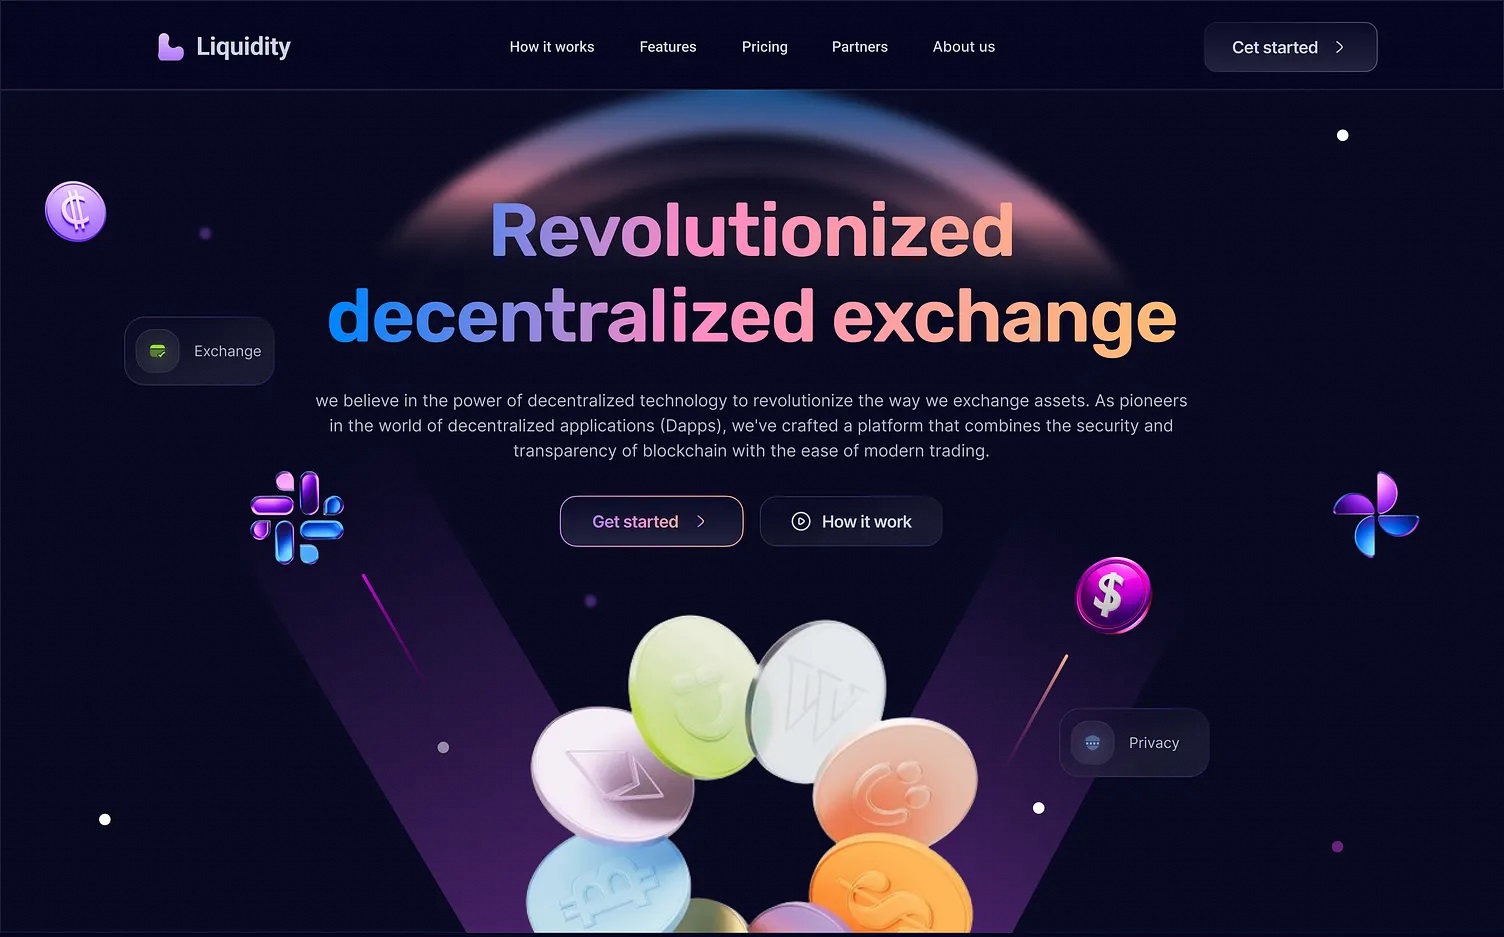 Liquidity
How it works
Features
Pricing
Partners
About us
Cet started
Revolutionized
decentralized exchange
Exchange
we believe in the power of decentralized technology to revolutionize the way we exchange assets. As pioneers
in the world of decentralized applications (Dapps), we've crafted a platform that combines the security and
transparency of blockchain with the ease of modern trading.
Get started
How it work
$
Privacy